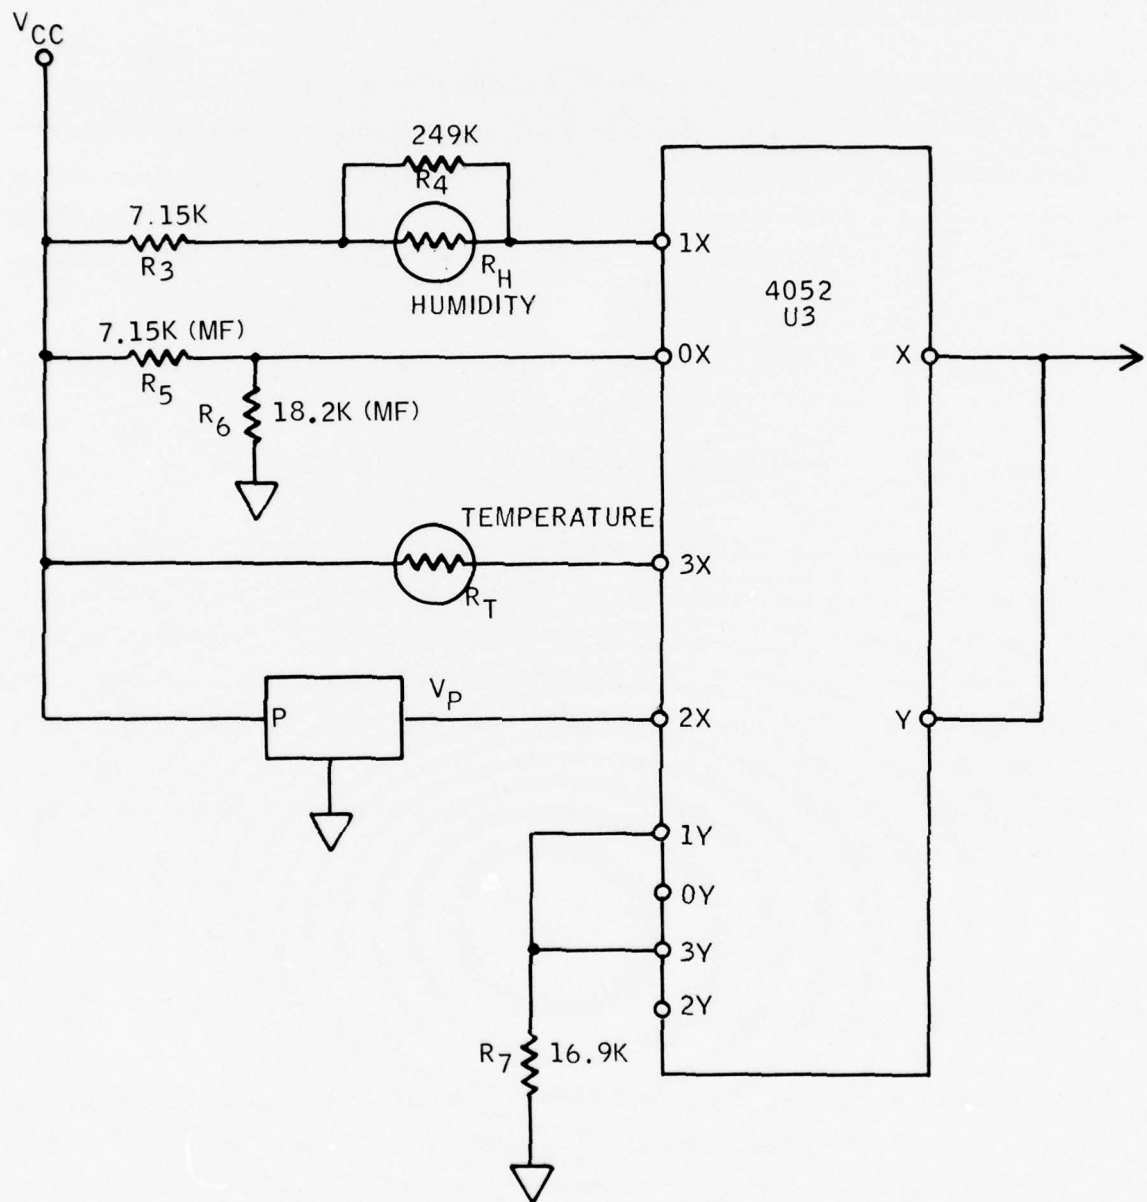 VCC
249K
R4
7.15K
R3
RH
HUMIDITY
1X
4052
U3
7.15K (MF)
R5
0X
X
R6
18.2K (MF)
TEMPERATURE
RT
3X
P
VP
2X
Y
1Y
0Y
3Y
2Y
R7
16.9K